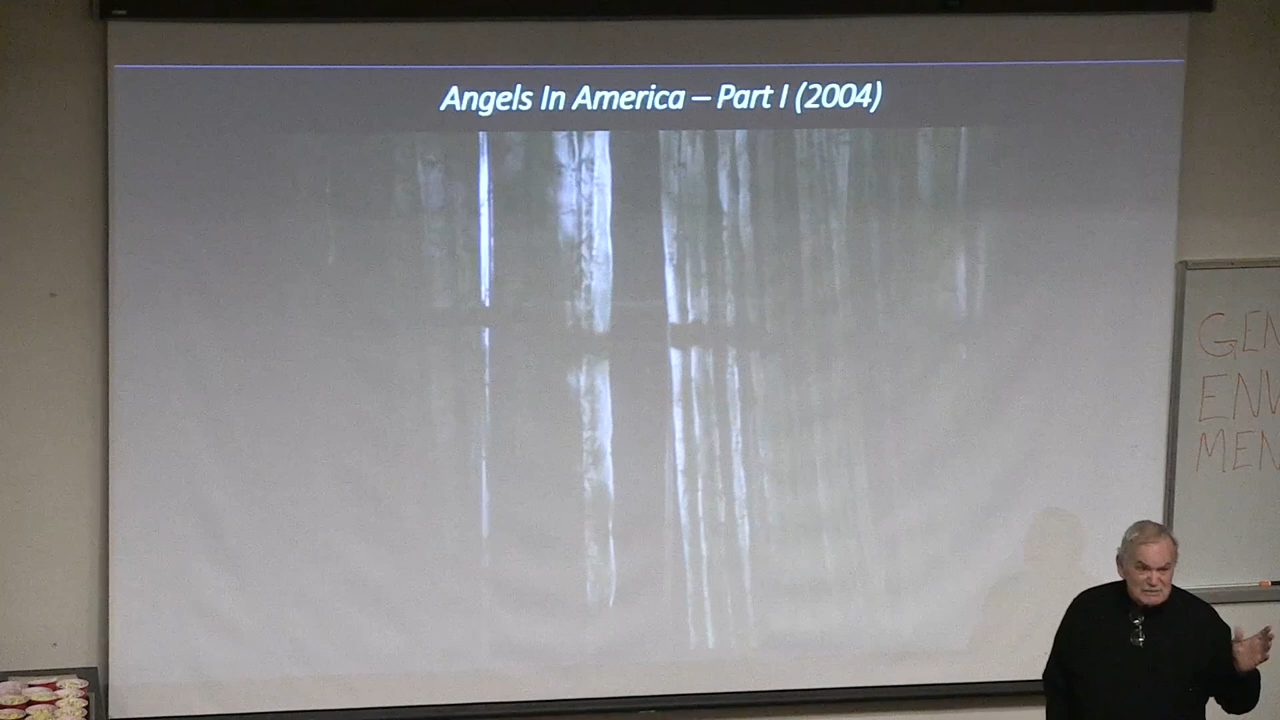 Angels In America – Part I (2004)
GEN
ENV
MEN